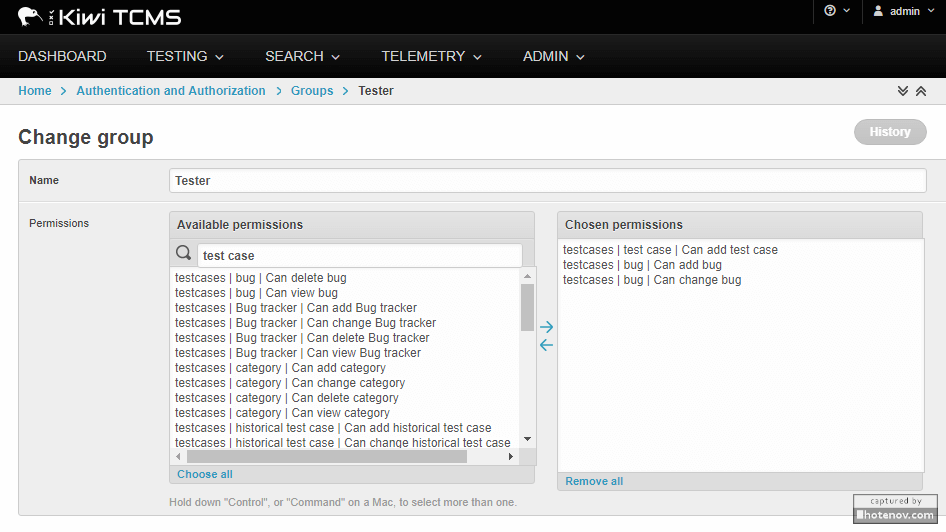 Kiwi TCMS
admin
DASHBOARD TESTING SEARCH TELEMETRY ADMIN
Home > Authentication and Authorization > Groups > Tester
Change group
History
Name
Tester
Permissions
Available permissions
test case
testcases | bug | Can delete bug
testcases | bug | Can view bug
testcases | Bug tracker | Can add Bug tracker
testcases | Bug tracker | Can change Bug tracker
testcases | Bug tracker | Can delete Bug tracker
testcases | Bug tracker | Can view Bug tracker
testcases | category | Can add category
testcases | category | Can change category
testcases | category | Can delete category
testcases | category | Can view category
testcases | historical test case | Can add historical test case
testcases | historical test case | Can change historical test case
Choose all
Hold down "Control", or "Command" on a Mac, to select more than one.
Chosen permissions
testcases | test case | Can add test case
testcases | bug | Can add bug
testcases | bug | Can change bug
Remove all
captured by
hotenov.com